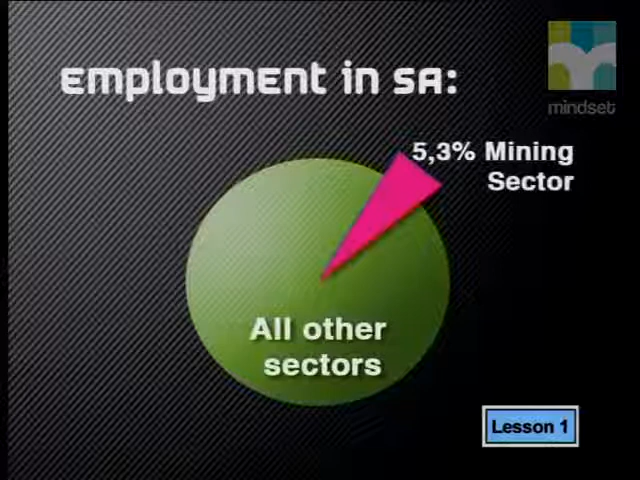 Employment in SA:
mindset
5,3% Mining
Sector
All other
sectors
Lesson 1